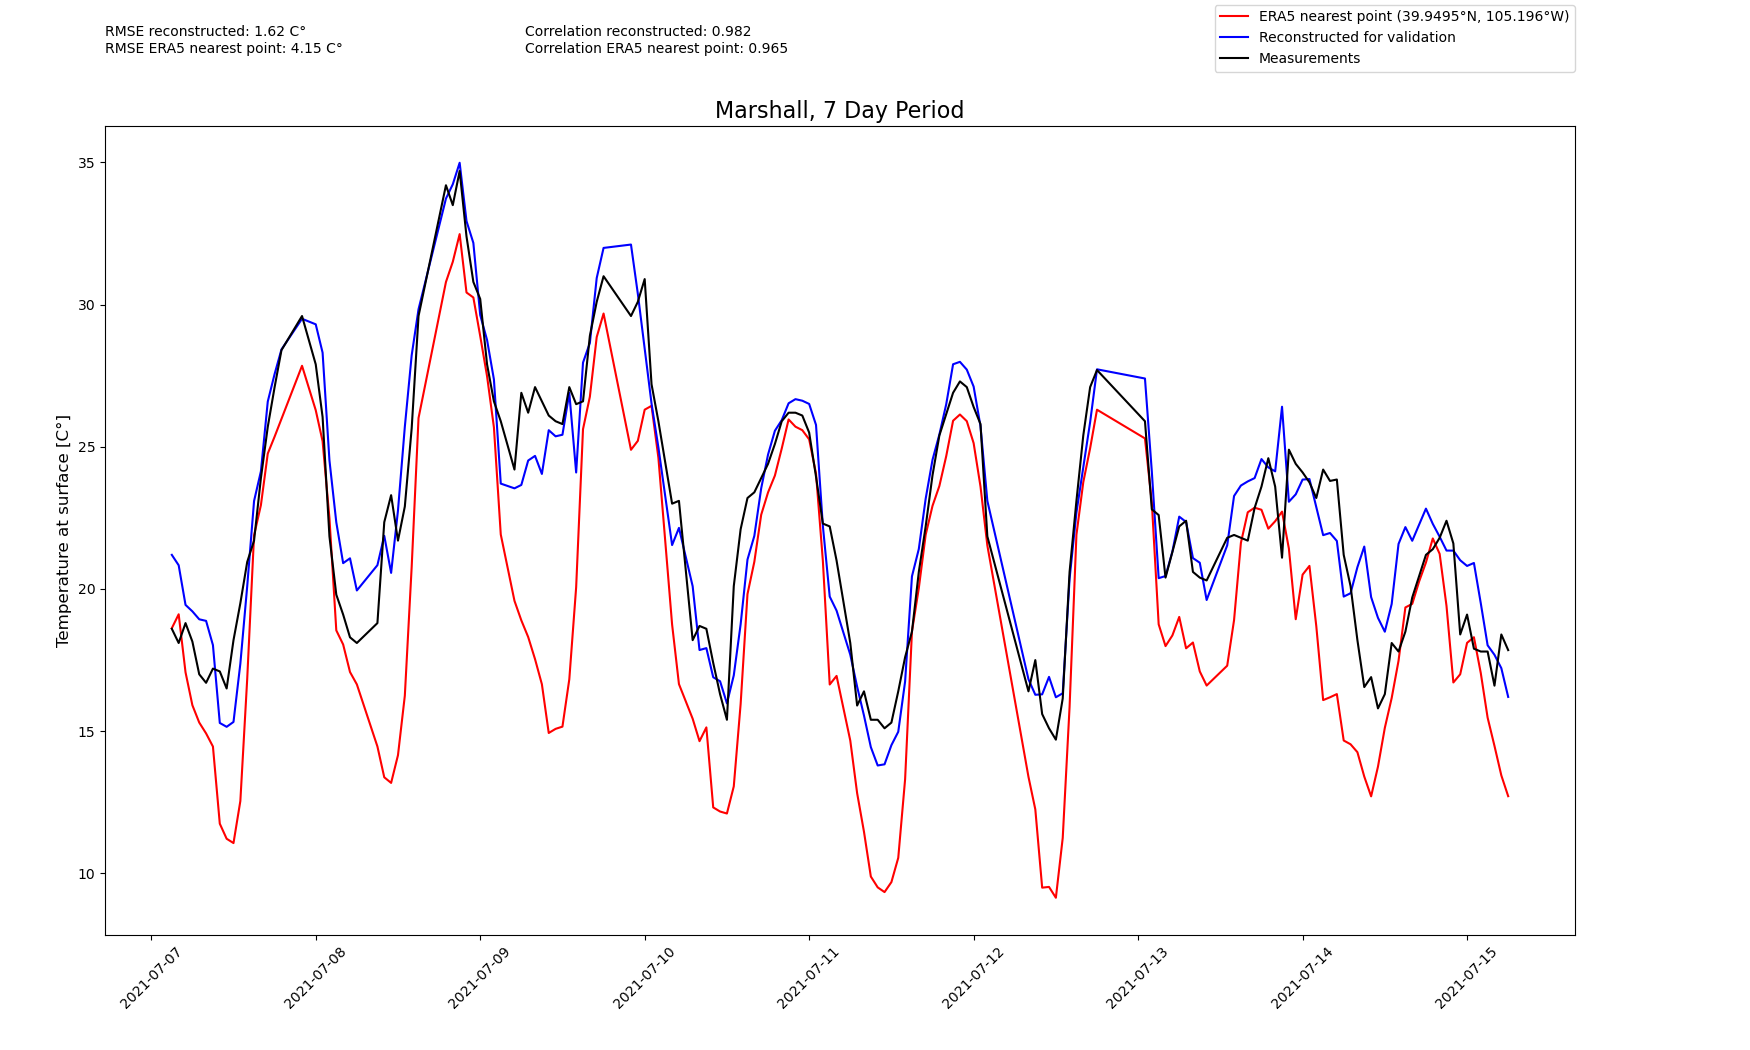 RMSE reconstructed: 1.62 C°
RMSE ERA5 nearest point: 4.15 C°
Correlation reconstructed: 0.982
Correlation ERA5 nearest point: 0.965
ERA5 nearest point (39.9495°N, 105.196°W)
Reconstructed for validation
Measurements
Marshall, 7 Day Period
Temperature at surface [C°]
35
30
25
20
15
10
2021-07-07
2021-07-08
2021-07-09
2021-07-10
2021-07-11
2021-07-12
2021-07-13
2021-07-14
2021-07-15